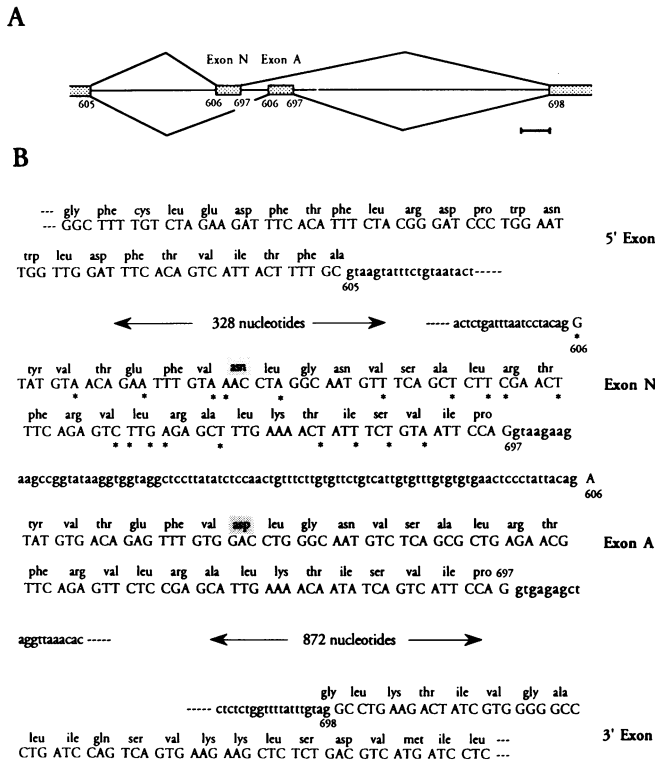 A
Exon N Exon A
605 606 697 606 697 698
B
--- gly phe cys leu glu asp phe thr phe leu arg asp pro trp asn
--- GGC TTT TGT CTA GAA GAT TTC ACA TTT CTA CGG GAT CCC TGG AAT
5' Exon
trp leu asp phe thr val ile thr phe ala
TGG TTG GAT TTC ACA GTC ATT ACT TTT GC gtaagtatttctgtaatact-----
605
328 nucleotides
----- actctgatttaatcctacag G
*
606
tyr val thr glu phe val asn leu gly asn val ser ala leu arg thr
TAT GTA ACA GAA TTT GTA AAC CTA GGC AAT GTT TCA GCT CTT CGA ACT
Exon N
* * * * * * * * * *
phe arg val leu arg ala leu lys thr ile ser val ile pro
TTC AGA GTC TTG AGA GCT TTG AAA ACT ATT TCT GTA ATT CCA G gtaagaag
* * * * * * * * *
697
aagccggtataaggtggtaggctccttatatctccaactgtttcttgtgttctgtcattgtgtttgtgtgtgaactccctattacag A
606
tyr val thr glu phe val asp leu gly asn val ser ala leu arg thr
TAT GTG ACA GAG TTT GTG GAC CTG GGC AAT GTC TCA GCG CTG AGA ACG
Exon A
phe arg val leu arg ala leu lys thr ile ser val ile pro 697
TTC AGA GTT CTC CGA GCA TTG AAA ACA ATA TCA GTC ATT CCA G gtgagagct
aggttaaacac -----
872 nucleotides
gly leu lys thr ile val gly ala
----- ctctctggttttatttgtag GC CTG AAG ACT ATC GTG GGG GCC
698
leu ile gln ser val lys lys leu ser asp val met ile leu ---
3' Exon
CTG ATC CAG TCA GTG AAG AAG CTC TCT GAC GTC ATG ATC CTC ---